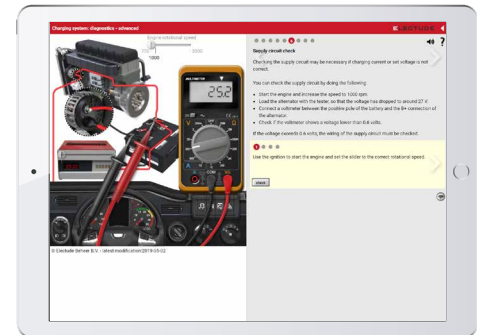 Charging system: diagnostics - advanced
ELECTUDE
Engine rotational speed
1000
MULTIMETER
25.2
COM
Supply circuit check
Checking the supply circuit may be necessary if charging current or set voltage is not
correct.
You can check the supply circuit by doing the following:
• Start the engine and increase the speed to 1000 rpm.
• Load the alternator with the tester, so that the voltage has dropped to around 27 V.
• Connect a voltmeter between the positive pole of the battery and the B+ connection of
the alternator.
• Check if the voltmeter shows a voltage lower than 0.6 volts.
If the voltage exceeds 0.6 volts, the wiring of the supply circuit must be checked.
1
Use the ignition to start the engine and set the slider to the correct rotational speed.
check
?
© Electude Beheer B.V. - latest modification:2019-05-02